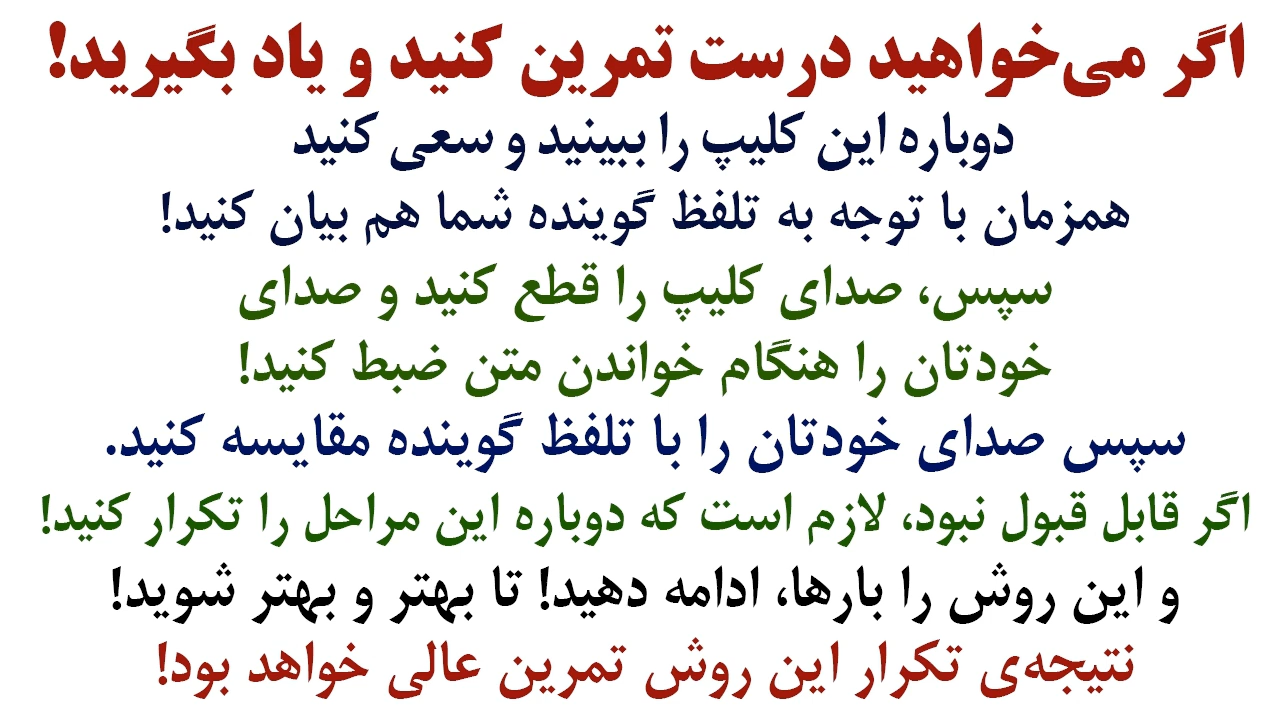 اگر می‌خواهید درست تمرین کنید و یاد بگیرید!
دوباره این کلیپ را ببینید و سعی کنید
همزمان با توجه به تلفظ گوینده شما هم بیان کنید!
سپس، صدای کلیپ را قطع کنید و صدای
خودتان را هنگام خواندن متن ضبط کنید!
سپس صدای خودتان را با تلفظ گوینده مقایسه کنید.
اگر قابل قبول نبود، لازم است که دوباره این مراحل را تکرار کنید!
و این روش را بارها، ادامه دهید! تا بهتر و بهتر شوید!
نتیجه‌ی تکرار این روش تمرین عالی خواهد بود!